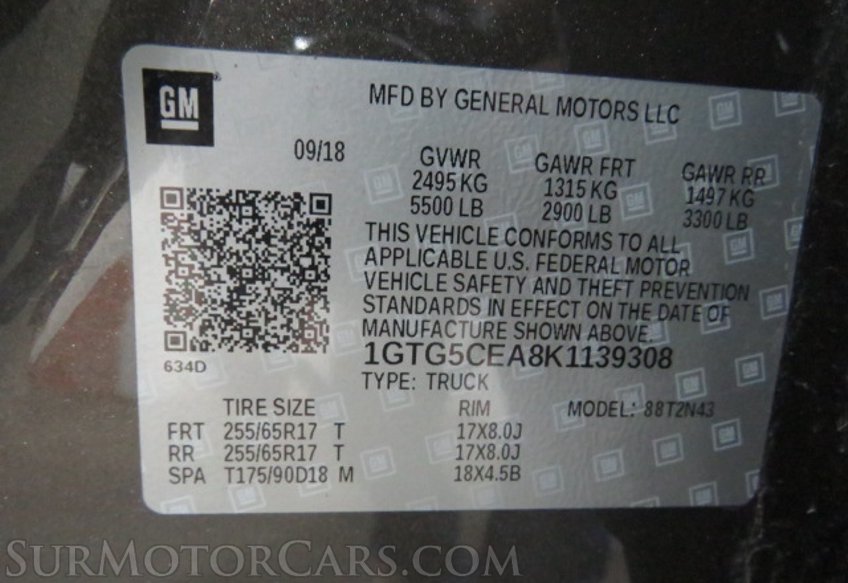 GM
MFD BY GENERAL MOTORS LLC
09/18
GVWR GAWR FRT GAWR RR
2495 KG 1315 KG 1497 KG
5500 LB 2900 LB 3300 LB
THIS VEHICLE CONFORMS TO ALL
APPLICABLE U.S. FEDERAL MOTOR
VEHICLE SAFETY AND THEFT PREVENTION
STANDARDS IN EFFECT ON THE DATE OF
MANUFACTURE SHOWN ABOVE.
634D
1GTG5CEA8K1139308
TYPE: TRUCK
TIRE SIZE RIM MODEL: 88T2N43
FRT 255/65R17 T 17X8.0J
RR 255/65R17 T 17X8.0J
SPA T175/90D18 M 18X4.5B
SURMOTORCARS.COM